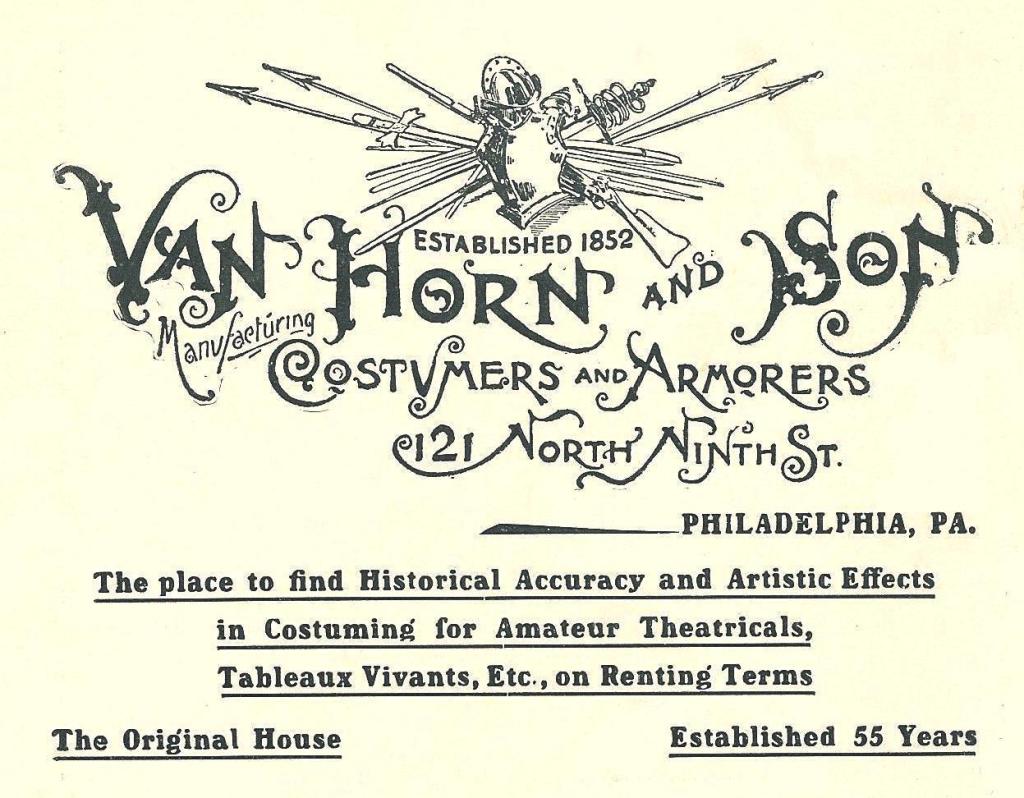 ESTABLISHED 1852
VAN HORN AND SON
Manufacturing
COSTVMERS AND ARMORERS
121 NORTH NINTH ST.
PHILADELPHIA, PA.
The place to find Historical Accuracy and Artistic Effects
in Costuming for Amateur Theatricals,
Tableaux Vivants, Etc., on Renting Terms
The Original House
Established 55 Years